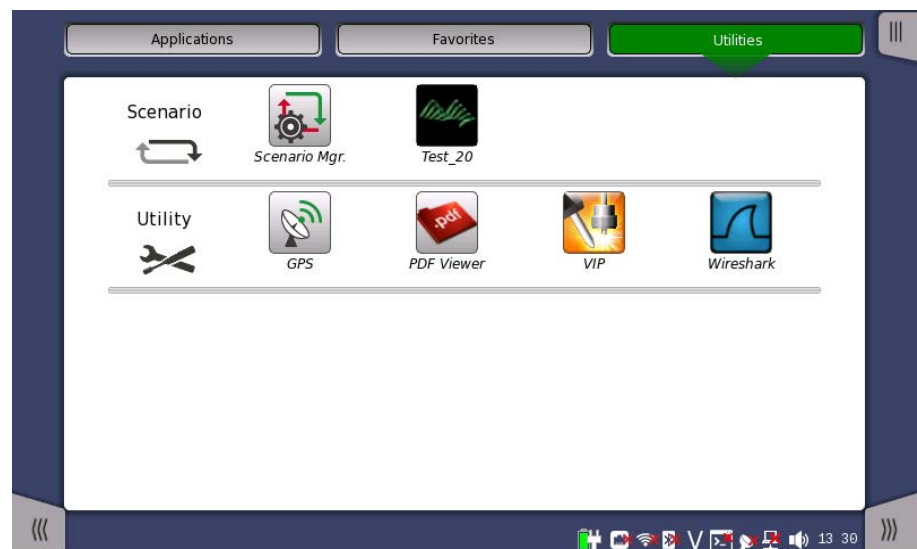 Applications
Favorites
Utilities
Scenario
Scenario Mgr.
Test_20
Utility
GPS
.pdf
PDF Viewer
VIP
Wireshark
V
13 30